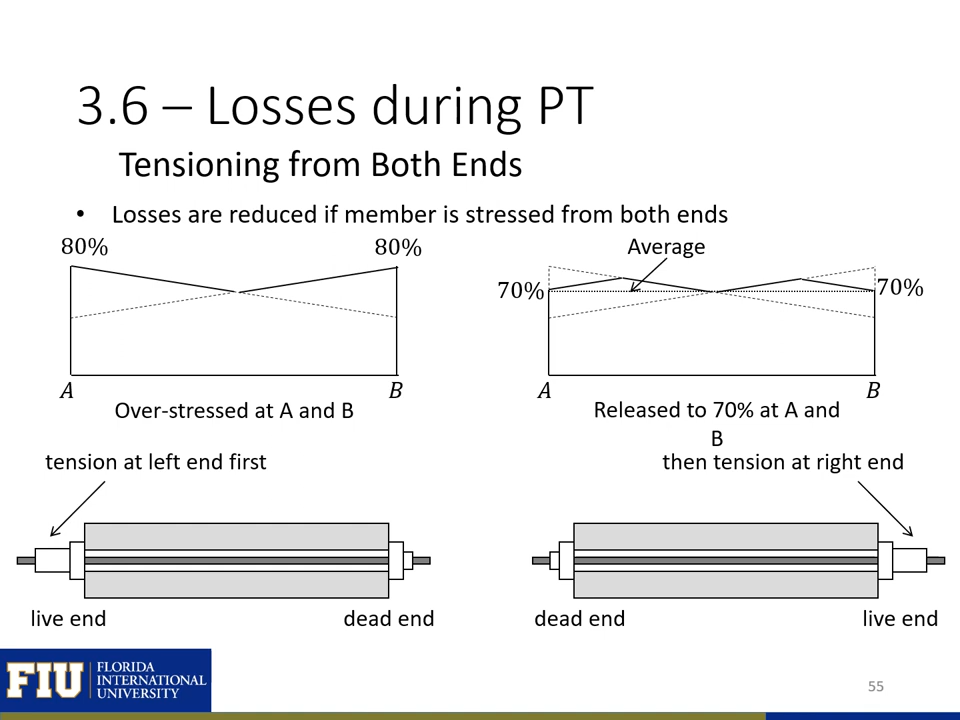 3.6 – Losses during PT
Tensioning from Both Ends
• Losses are reduced if member is stressed from both ends
80%
80%
A
B
Over-stressed at A and B
Average
70%
70%
A
B
Released to 70% at A and
B
tension at left end first
then tension at right end
live end
dead end
dead end
live end
FIU
FLORIDA
INTERNATIONAL
UNIVERSITY
55